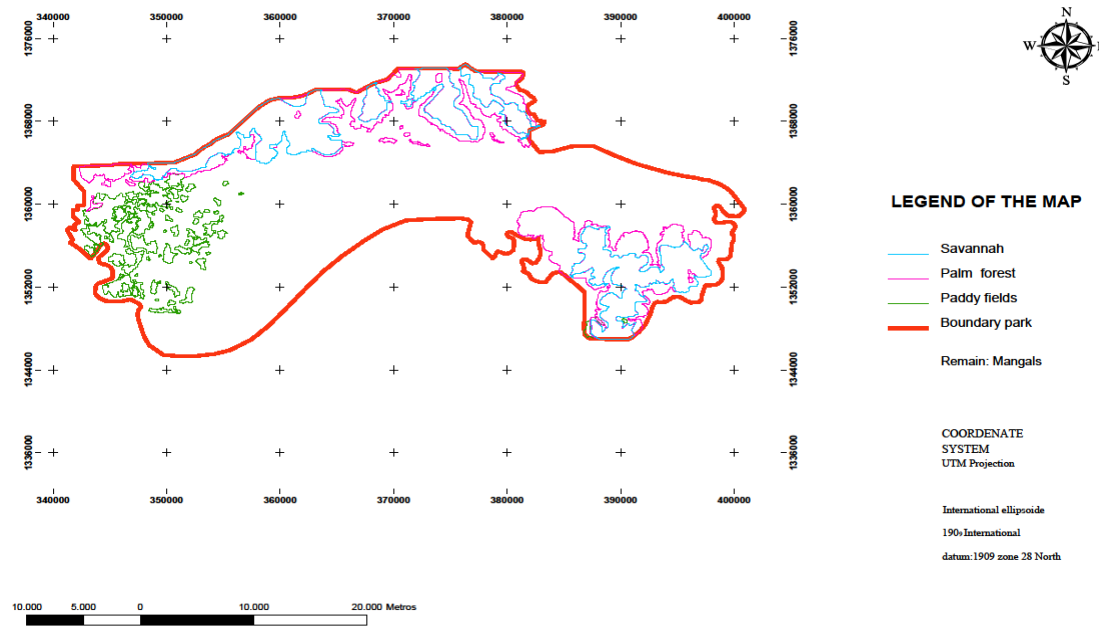 340000 350000 360000 370000 380000 390000 400000
N
W
S
1376000 1376000
1368000 1368000
1360000 1360000
1352000 1352000
1344000 1344000
1336000 1336000
340000 350000 360000 370000 380000 390000 400000
LEGEND OF THE MAP
Savannah
Palm forest
Paddy fields
Boundary park
Remain: Mangals
COORDENATE
SYSTEM
UTM Projection
International ellipsoide
International
datum:1909 zone 28 North
10.000 5.000 0 10.000 20.000 Metros